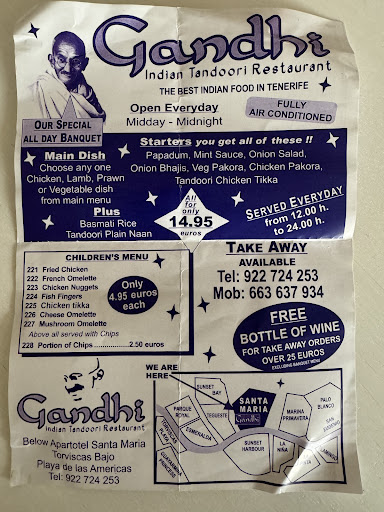 Gandhi
Indian Tandoori Restaurant
THE BEST INDIAN FOOD IN TENERIFE
Open Everyday
Midday - Midnight
FULLY
AIR CONDITIONED
OUR SPECIAL
ALL DAY BANQUET
Starters you get all of these !!
Papadum, Mint Sauce, Onion Salad,
Onion Bhajis, Veg Pakora, Chicken Pakora,
Tandoori Chicken Tikka
Main Dish
Choose any one
Chicken, Lamb, Prawn
or Vegetable dish
from main menu
Plus
Basmati Rice
Tandoori Plain Naan
All
for
only
14.95
euros
SERVED EVERYDAY
from 12.00 h.
to 24.00 h.
CHILDREN'S MENU
221 Fried Chicken
222 French Omelette
223 Chicken Nuggets
224 Fish Fingers
225 Chicken tikka
226 Cheese Omelette
227 Mushroom Omelette
Above all served with Chips
228 Portion of Chips...............2.50 euros
Only
4.95 euros
each
TAKE AWAY
AVAILABLE
Tel: 922 724 253
Mob: 663 637 934
FREE
BOTTLE OF WINE
FOR TAKE AWAY ORDERS
OVER 25 EUROS
EXCLUDING BANQUET MENU
Gandhi
Indian Tandoori Restaurant
Below Apartotel Santa Maria
Torviscas Bajo
Playa de las Americas
Tel: 922 724 253
WE ARE
HERE
SUNSET
BAY
SANTA
MARIA
Gandhi
PARQUE
ROYAL
TEGUESTE
ESMERALDA
MARINA
PRIMAVERA
PALO
BLANCO
SUNSET
HARBOUR
LA
NIÑA
TORVISCAS
PLAYA